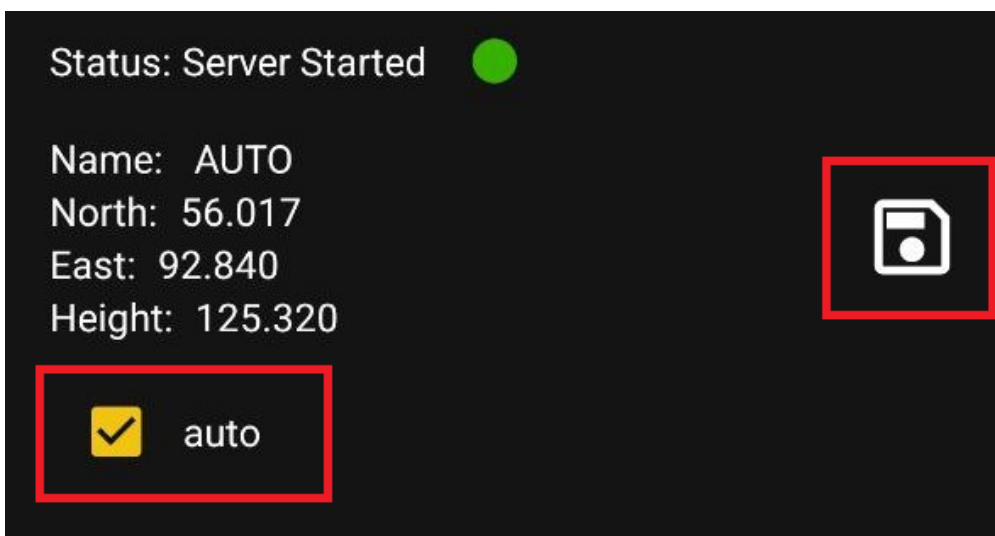 Status: Server Started
Name: AUTO
North: 56.017
East: 92.840
Height: 125.320
auto